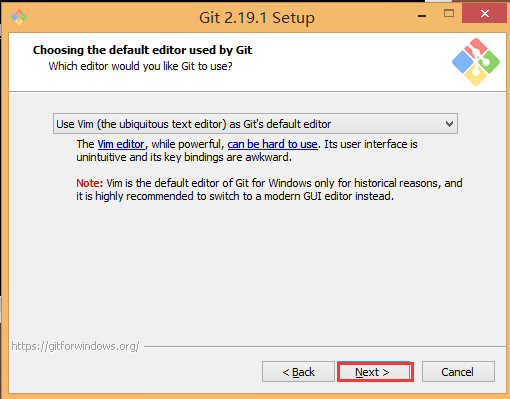 Git 2.19.1 Setup
Choosing the default editor used by Git
Which editor would you like Git to use?
Use Vim (the ubiquitous text editor) as Git's default editor
The Vim editor, while powerful, can be hard to use. Its user interface is
unintuitive and its key bindings are awkward.
Note: Vim is the default editor of Git for Windows only for historical reasons, and
it is highly recommended to switch to a modern GUI editor instead.
https://gitforwindows.org/
< Back
Next >
Cancel